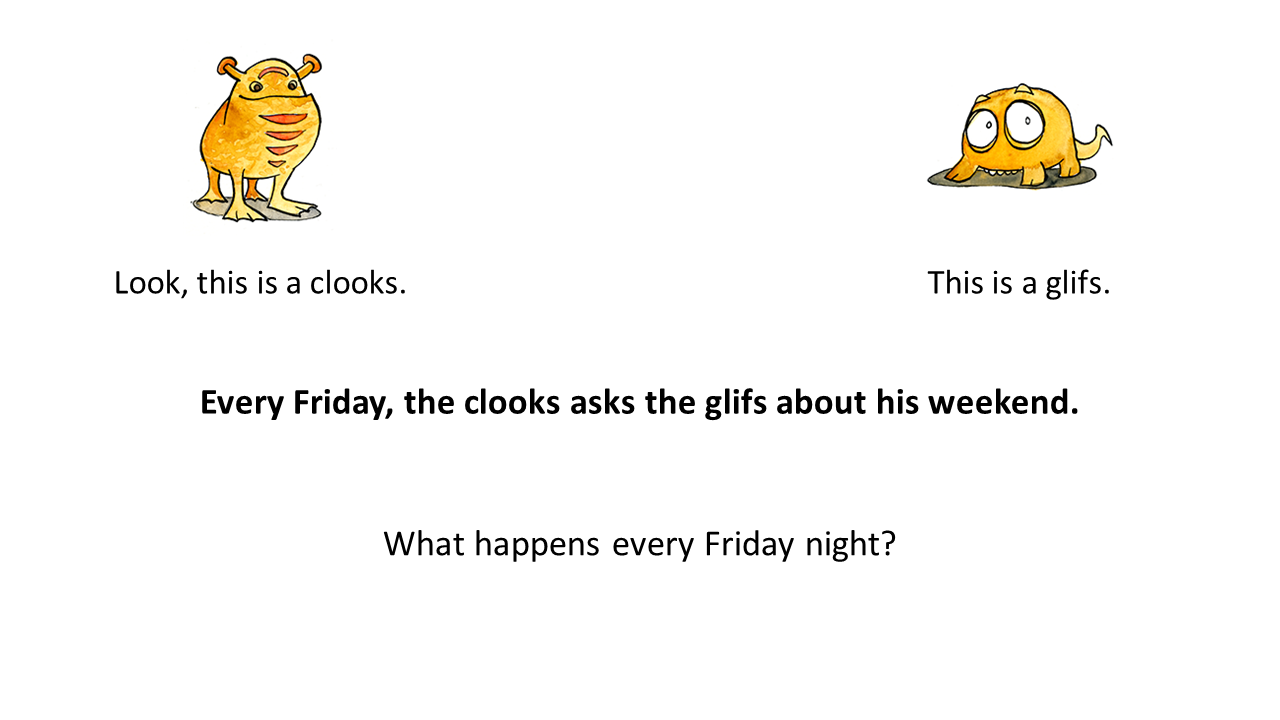 Look, this is a clooks.
This is a glifs.
Every Friday, the clooks asks the glifs about his weekend.
What happens every Friday night?